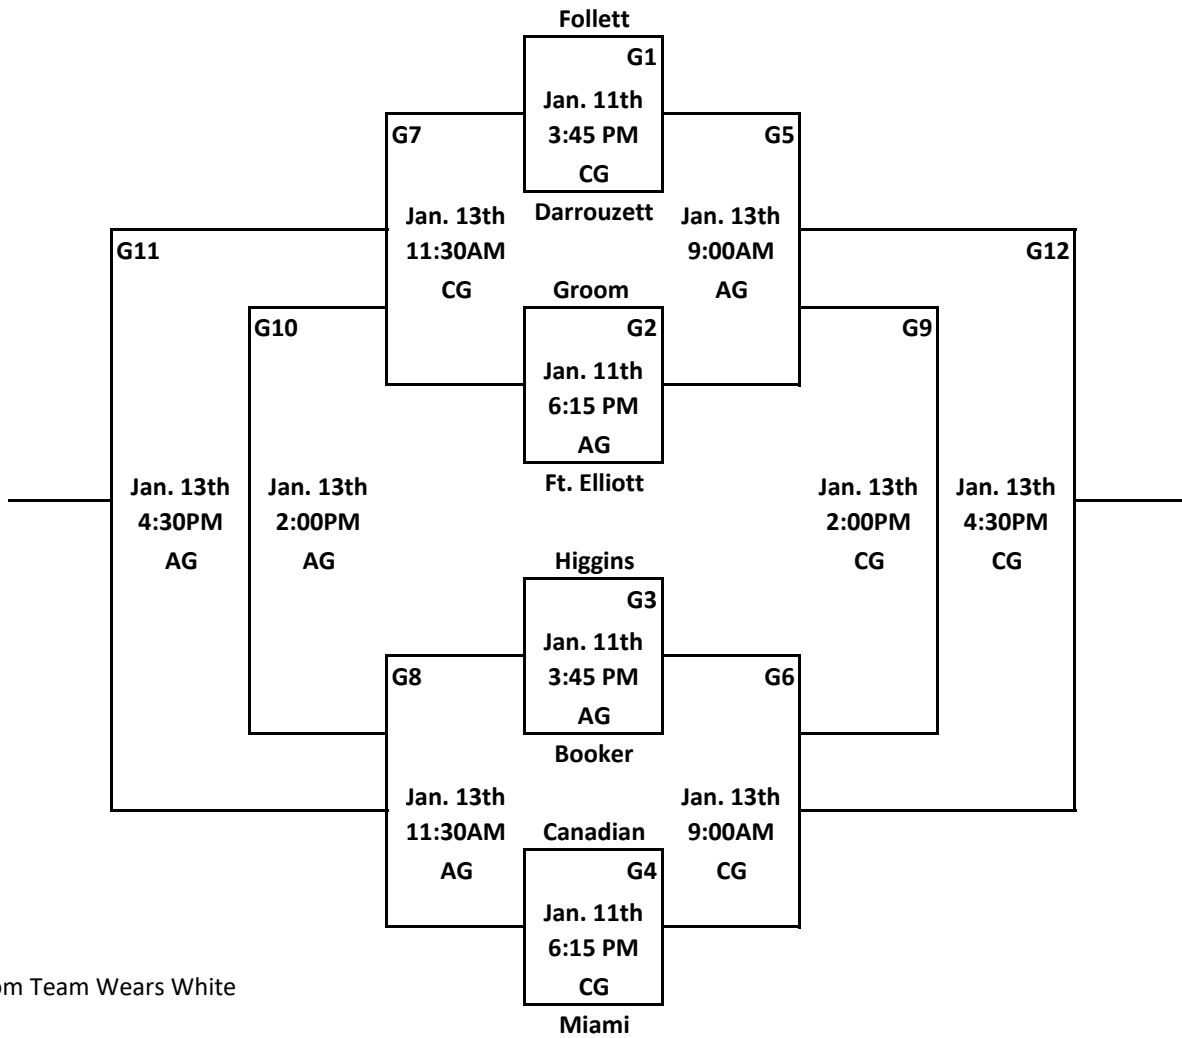 Follett
G1
Jan. 11th
3:45 PM
CG
Darrouzett
G7
Jan. 13th
11:30AM
CG
G5
Jan. 13th
9:00AM
AG
Groom
G2
Jan. 11th
6:15 PM
AG
Ft. Elliott
G11
Jan. 13th
4:30PM
AG
G10
Jan. 13th
2:00PM
AG
G9
Jan. 13th
2:00PM
CG
G12
Jan. 13th
4:30PM
CG
Higgins
G3
Jan. 11th
3:45 PM
AG
Booker
G8
Jan. 13th
11:30AM
AG
G6
Jan. 13th
9:00AM
CG
Canadian
G4
Jan. 11th
6:15 PM
CG
Miami
Team Wears White